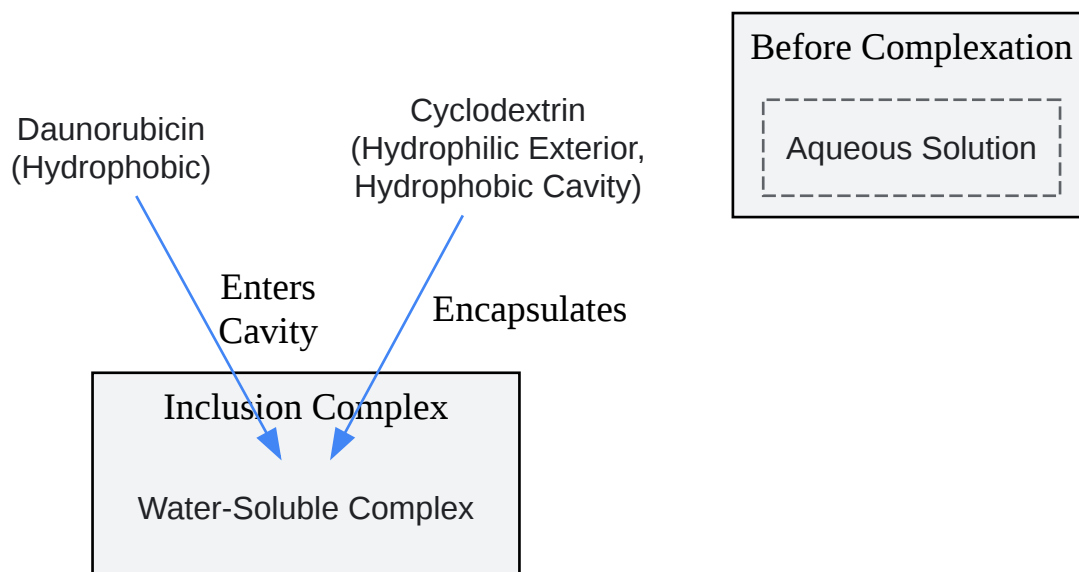 Before Complexation
Aqueous Solution
Daunorubicin
(Hydrophobic)
Cyclodextrin
(Hydrophilic Exterior,
Hydrophobic Cavity)
Enters
Cavity
Encapsulates
Inclusion Complex
Water-Soluble Complex